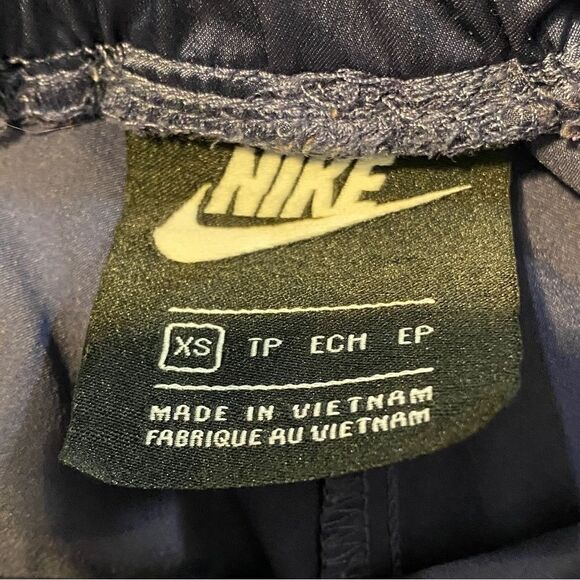 NIKE
XS TP ECH EP
MADE IN VIETNAM
FABRIQUE AU VIETNAM